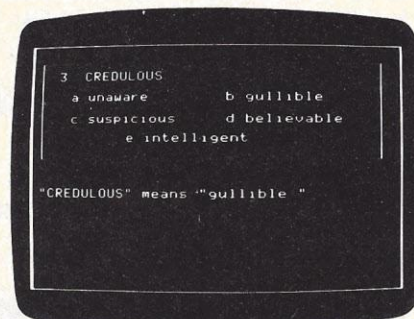 3 CREDULOUS
a unaware b gullible
c suspicious d believable
e intelligent
"CREDULOUS" means "gullible "